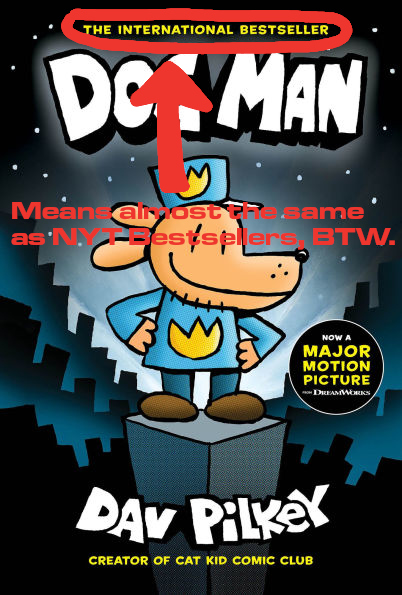 THE INTERNATIONAL BESTSELLER
DOG MAN
Means almost the same
as NYT Bestsellers, BTW.
NOW A
MAJOR
MOTION
PICTURE
FROM DREAMWORKS
DAV PILKEY
CREATOR OF CAT KID COMIC CLUB